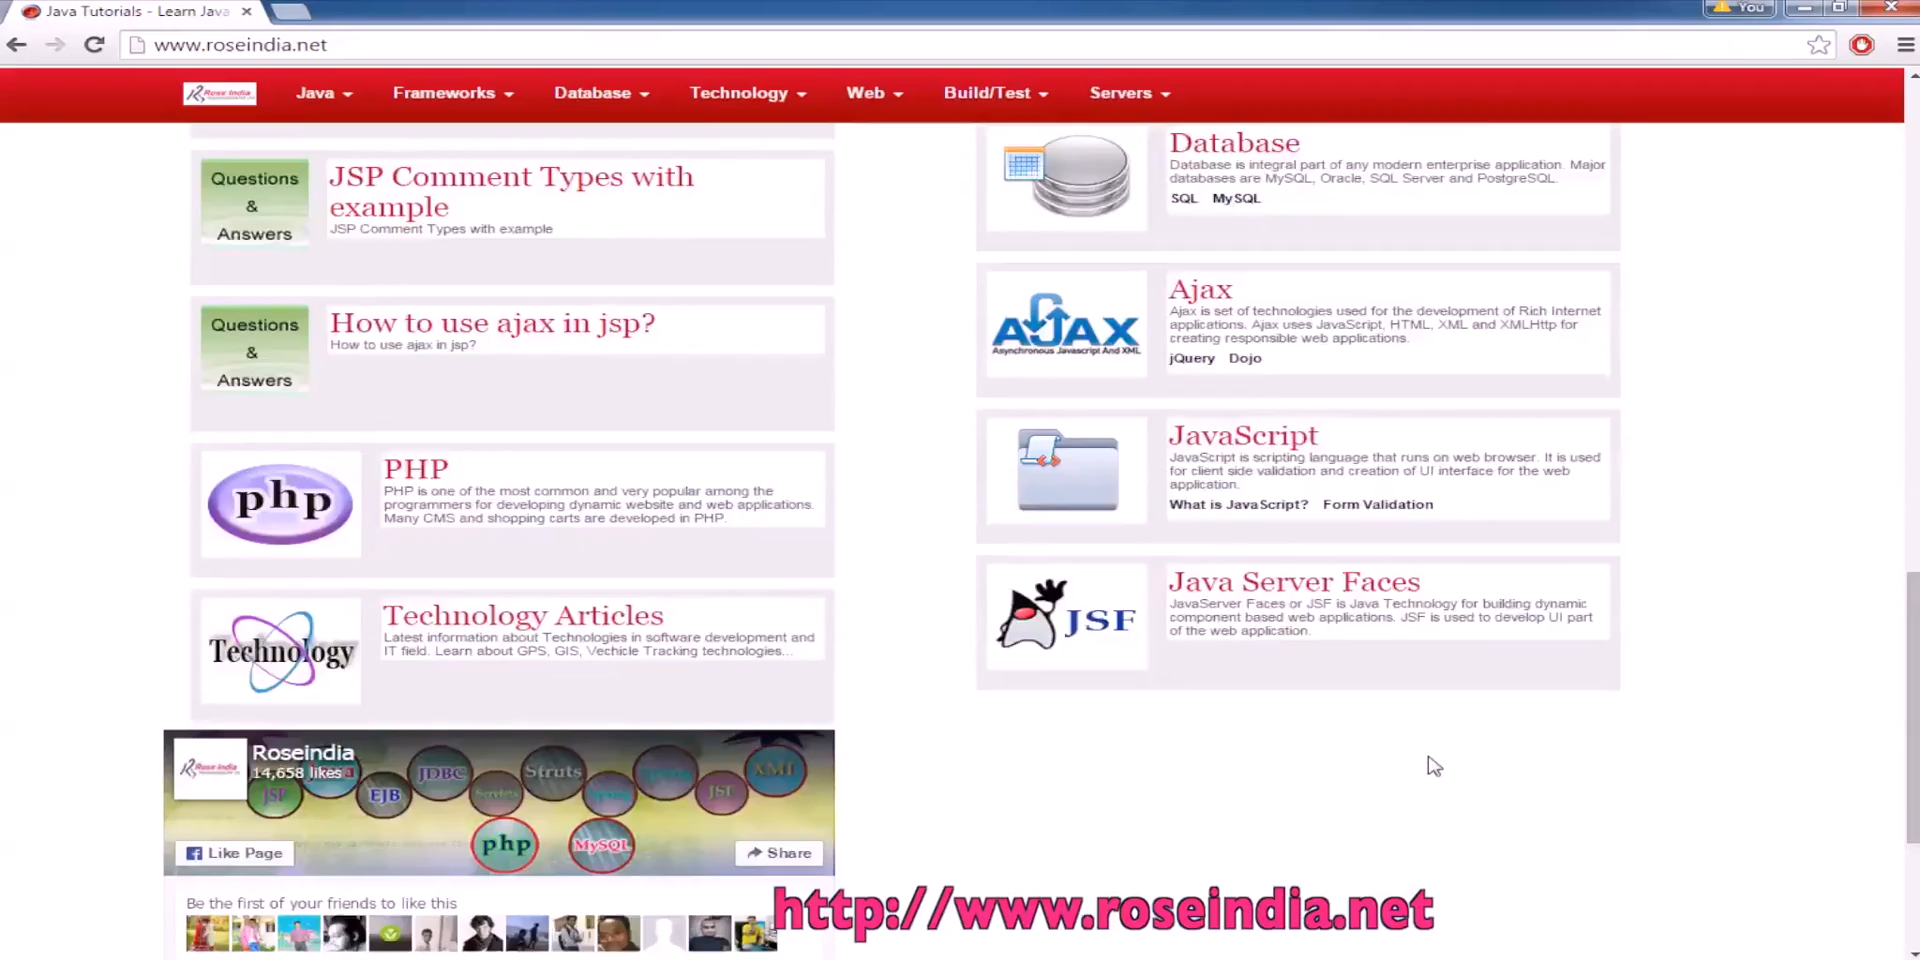 Java Tutorials - Learn Java
You
www.roseindia.net
Rose India
Java
Frameworks
Database
Technology
Web
Build/Test
Servers
Questions
&
Answers
JSP Comment Types with
example
JSP Comment Types with example
Questions
&
Answers
How to use ajax in jsp?
How to use ajax in jsp?
php
PHP
PHP is one of the most common and very popular among the
programmers for developing dynamic website and web applications.
Many CMS and shopping carts are developed in PHP.
Technology
Technology Articles
Latest information about Technologies in software development and
IT field. Learn about GPS, GIS, Vechicle Tracking technologies...
Database
Database is integral part of any modern enterprise application. Major
databases are MySQL, Oracle, SQL Server and PostgreSQL.
SQL MySQL
AJAX
Asynchronous Javascript And XML
Ajax
Ajax is set of technologies used for the development of Rich Internet
applications. Ajax uses JavaScript, HTML, XML and XMLHttp for
creating responsible web applications.
jQuery Dojo
JavaScript
JavaScript is scripting language that runs on web browser. It is used
for client side validation and creation of UI interface for the web
application.
What is JavaScript? Form Validation
JSF
Java Server Faces
JavaServer Faces or JSF is Java Technology for building dynamic
component based web applications. JSF is used to develop UI part
of the web application.
Rose India
Roseindia
14,658 likes
JSP
EJB
JDBC
Struts
JSF
XML
php
MySQL
Like Page
Share
Be the first of your friends to like this
http://www.roseindia.net